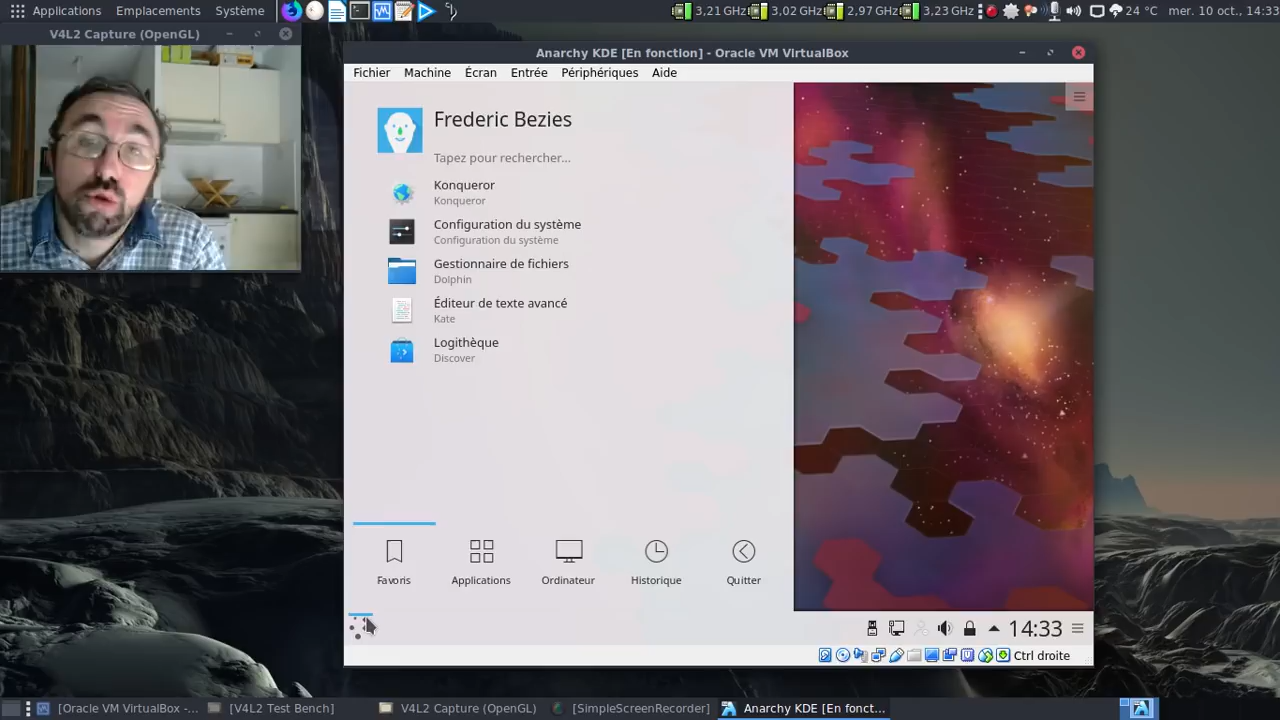 Applications Emplacements Système 3,21 GHz 3,02 GHz 2,97 GHz 3,23 GHz 24 °C mer. 10 oct., 14:33
V4L2 Capture (OpenGL)
Anarchy KDE [En fonction] - Oracle VM VirtualBox
Fichier Machine Écran Entrée Périphériques Aide
Frederic Bezies
Tapez pour rechercher...
Konqueror
Konqueror
Configuration du système
Configuration du système
Gestionnaire de fichiers
Dolphin
Éditeur de texte avancé
Kate
Logithèque
Discover
Favoris Applications Ordinateur Historique Quitter
14:33
Ctrl droite
[Oracle VM VirtualBox -... [V4L2 Test Bench] V4L2 Capture (OpenGL) [SimpleScreenRecorder] Anarchy KDE [En fonct...